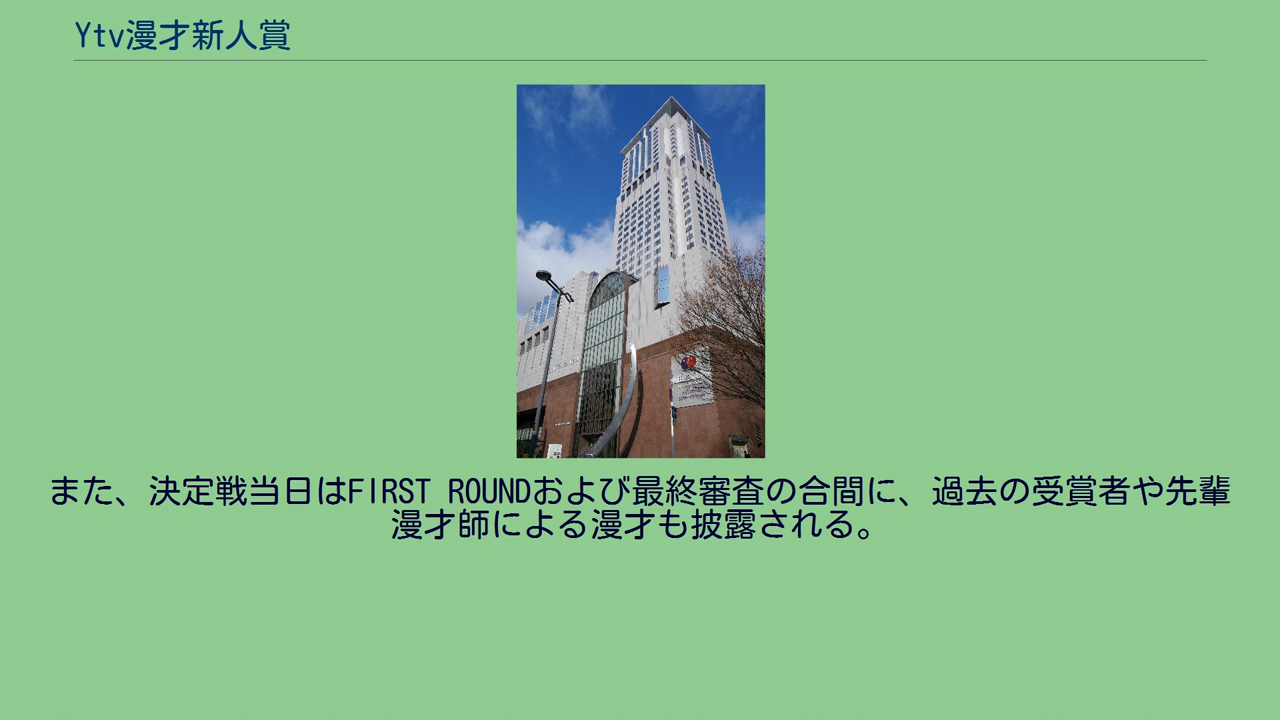 Ytv漫才新人賞
また、決定戦当日はFIRST ROUNDおよび最終審査の合間に、過去の受賞者や先輩
漫才師による漫才も披露される。